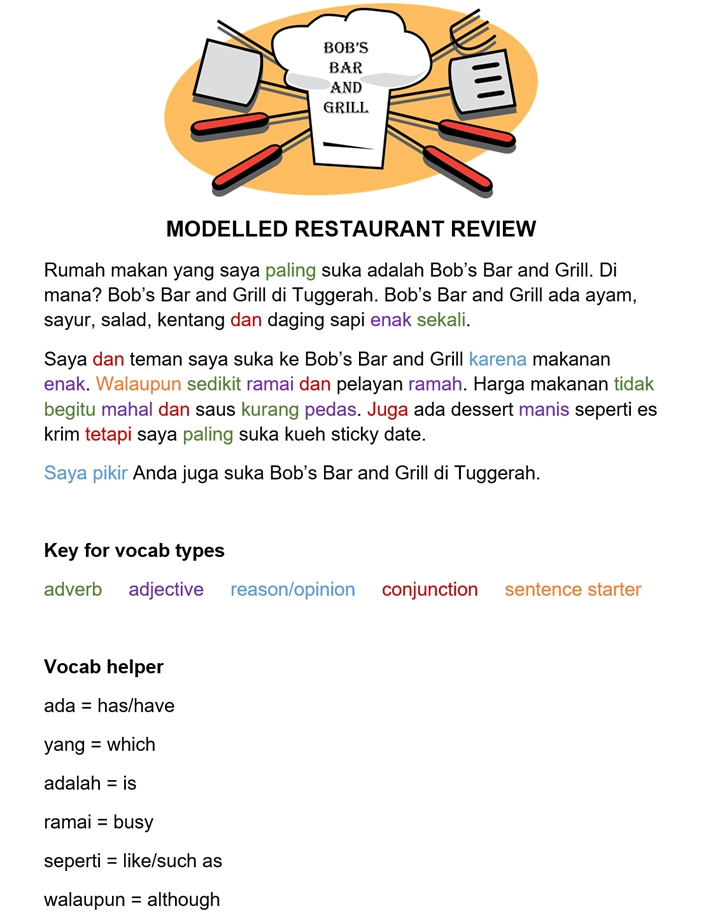 BOB'S
BAR
AND
GRILL
MODELLED RESTAURANT REVIEW
Rumah makan yang saya paling suka adalah Bob's Bar and Grill. Di
mana? Bob's Bar and Grill di Tuggerah. Bob's Bar and Grill ada ayam,
sayur, salad, kentang dan daging sapi enak sekali.
Saya dan teman saya suka ke Bob's Bar and Grill karena makanan
enak. Walaupun sedikit ramai dan pelayan ramah. Harga makanan tidak
begitu mahal dan saus kurang pedas. Juga ada dessert manis seperti es
krim tetapi saya paling suka kueh sticky date.
Saya pikir Anda juga suka Bob's Bar and Grill di Tuggerah.
Key for vocab types
adverb adjective reason/opinion conjunction sentence starter
Vocab helper
ada = has/have
yang = which
adalah = is
ramai = busy
seperti = like/such as
walaupun = although